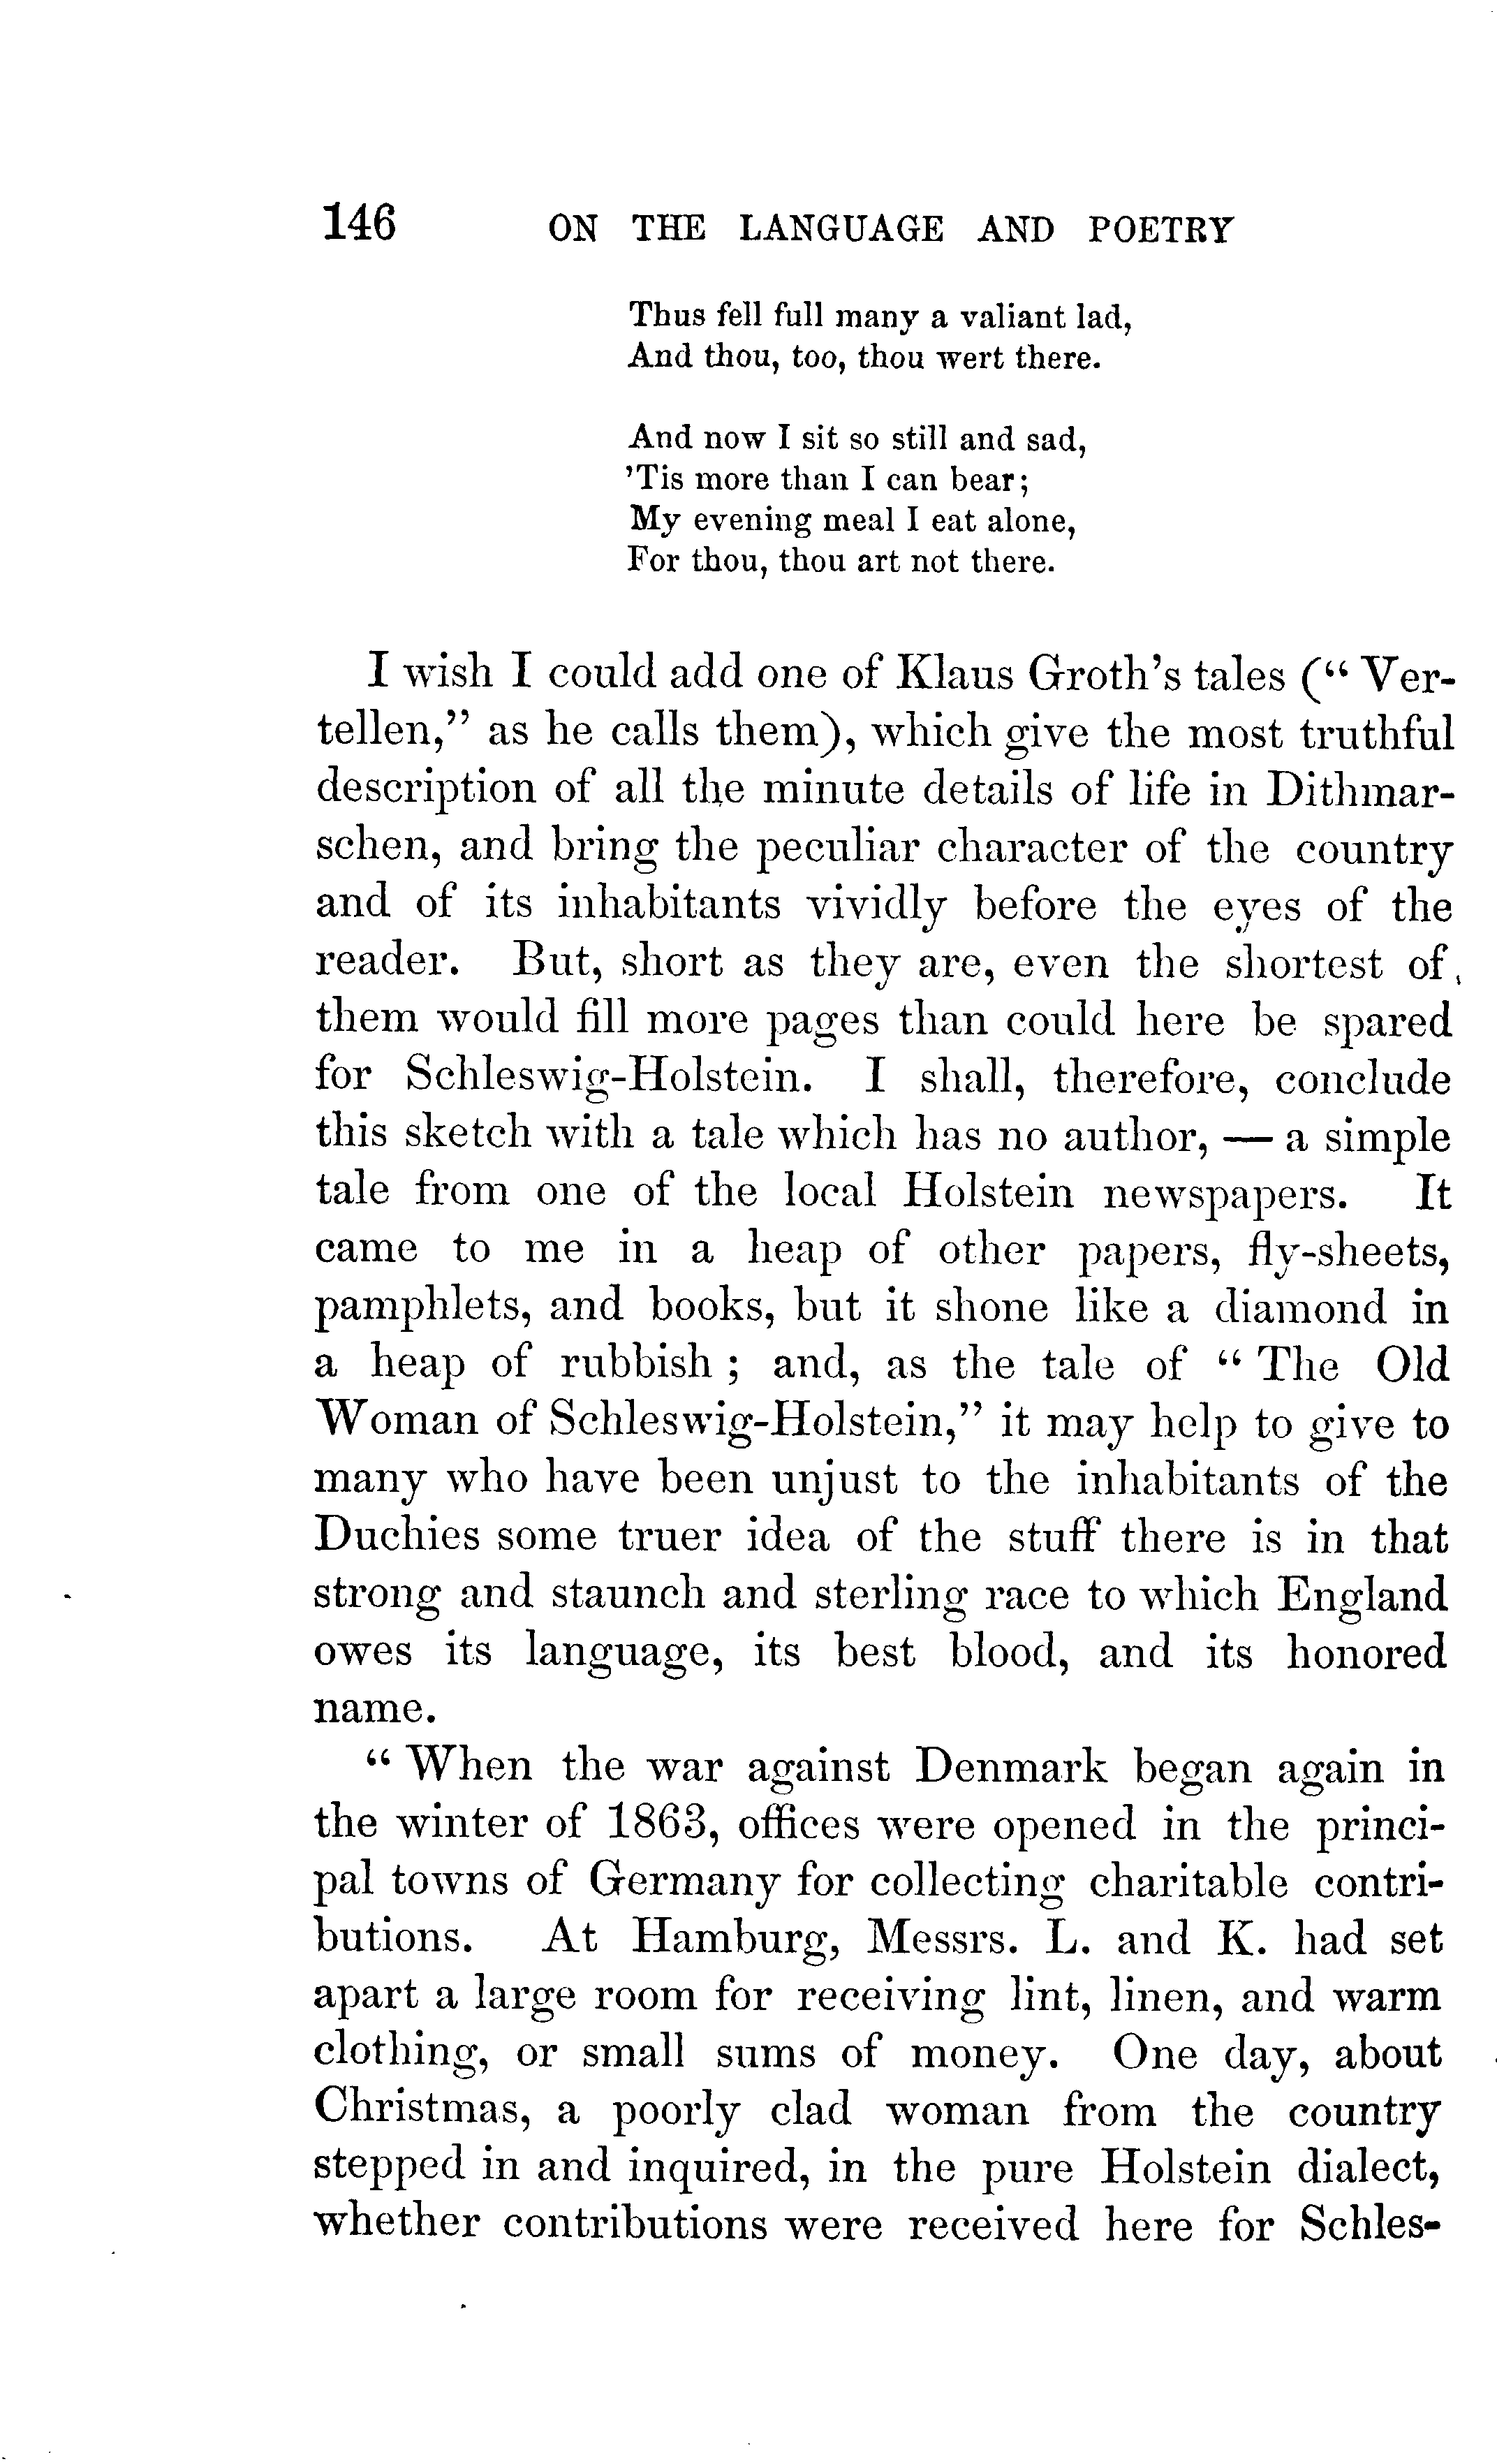 146 ON THE LANGUAGE AND POETRY
Thus fell full many a valiant lad,
And thou, too, thou wert there.
And now I sit so still and sad,
'Tis more than I can bear;
My evening meal I eat alone,
For thou, thou art not there.
I wish I could add one of Klaus Groth's tales (“ Ver-
tellen,” as he calls them), which give the most truthful
description of all the minute details of life in Dithmar-
schen, and bring the peculiar character of the country
and of its inhabitants vividly before the eyes of the
reader. But, short as they are, even the shortest of
them would fill more pages than could here be spared
for Schleswig-Holstein. I shall, therefore, conclude
this sketch with a tale which has no author, — a simple
tale from one of the local Holstein newspapers. It
came to me in a heap of other papers, fly-sheets,
pamphlets, and books, but it shone like a diamond in
a heap of rubbish ; and, as the tale of “ The Old
Woman of Schleswig-Holstein,” it may help to give to
many who have been unjust to the inhabitants of the
Duchies some truer idea of the stuff there is in that
strong and staunch and sterling race to which England
owes its language, its best blood, and its honored
name.
“ When the war against Denmark began again in
the winter of 1863, offices were opened in the princi-
pal towns of Germany for collecting charitable contri-
butions. At Hamburg, Messrs. L. and K. had set
apart a large room for receiving lint, linen, and warm
clothing, or small sums of money. One day, about
Christmas, a poorly clad woman from the country
stepped in and inquired, in the pure Holstein dialect,
whether contributions were received here for Schles-